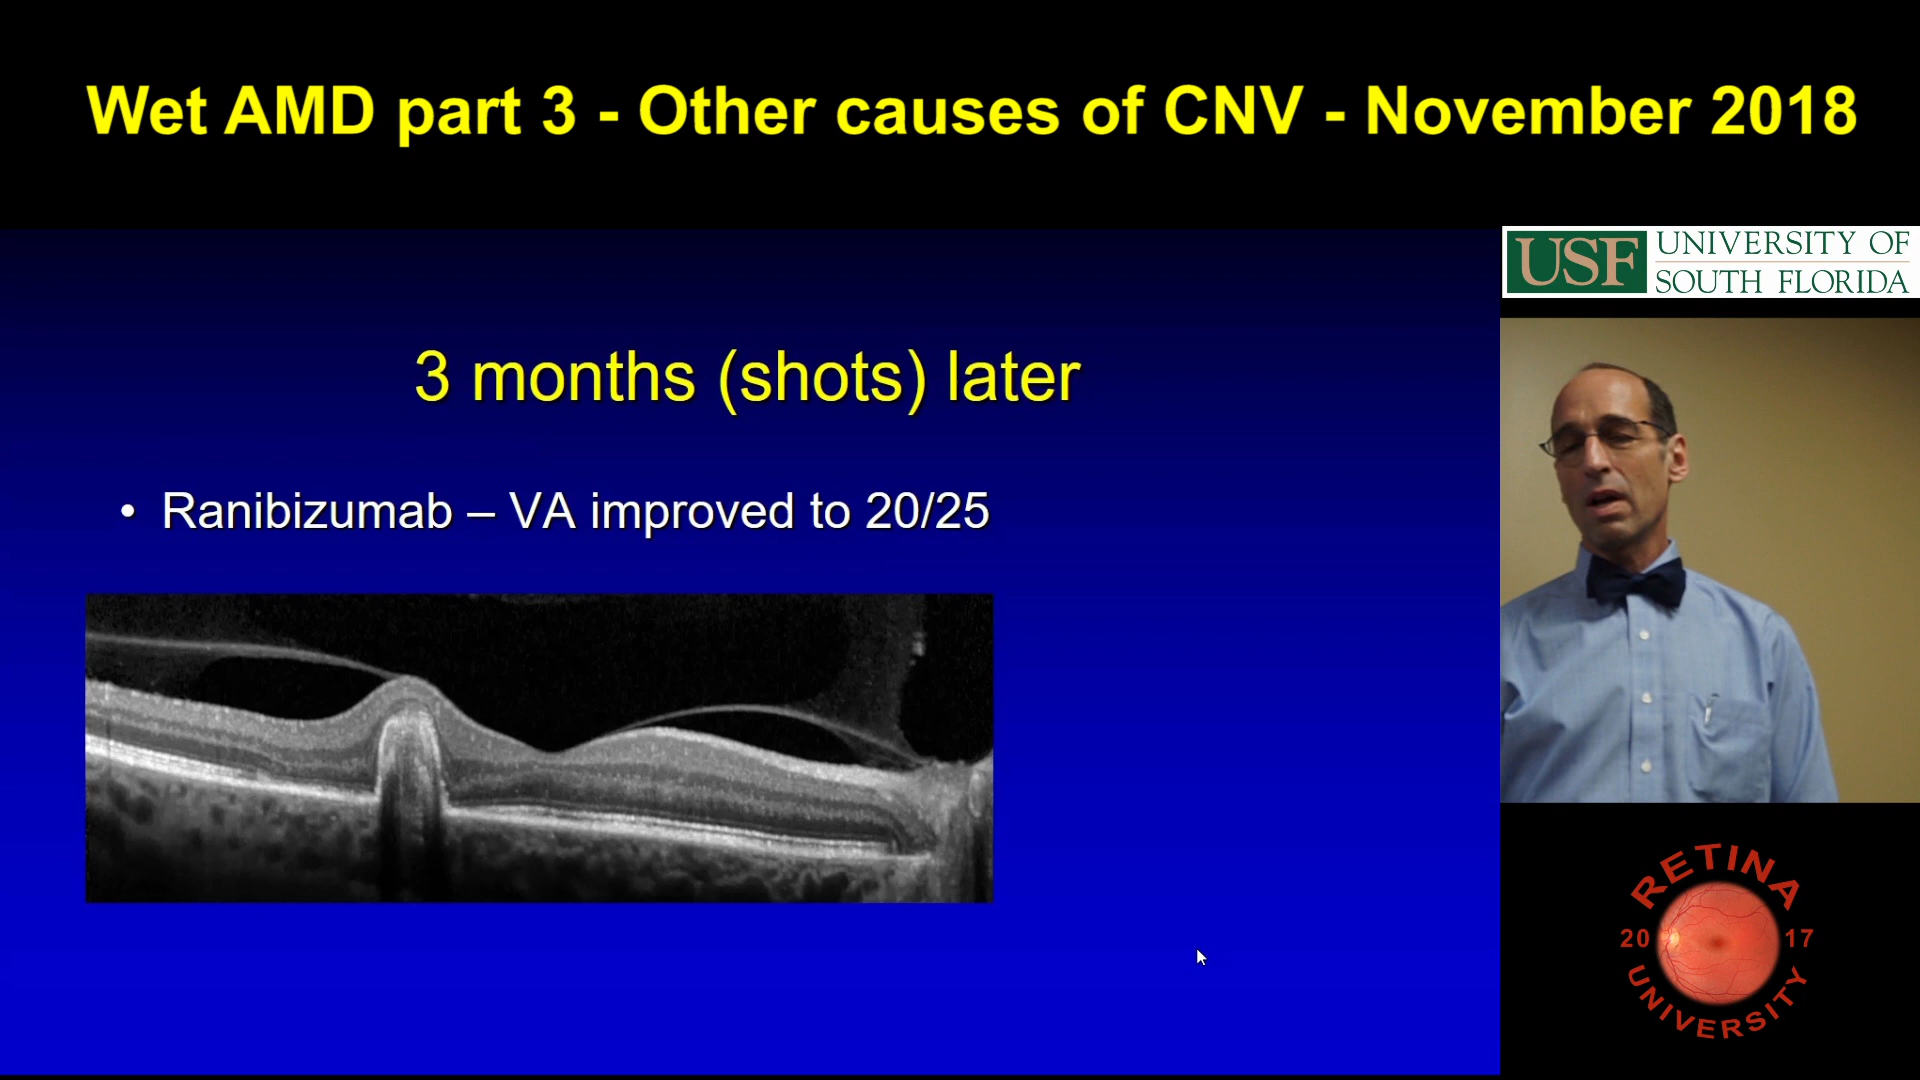 Wet AMD part 3 - Other causes of CNV - November 2018
USF UNIVERSITY OF
SOUTH FLORIDA
3 months (shots) later
• Ranibizumab – VA improved to 20/25
RETINA
20 17
UNIVERSITY